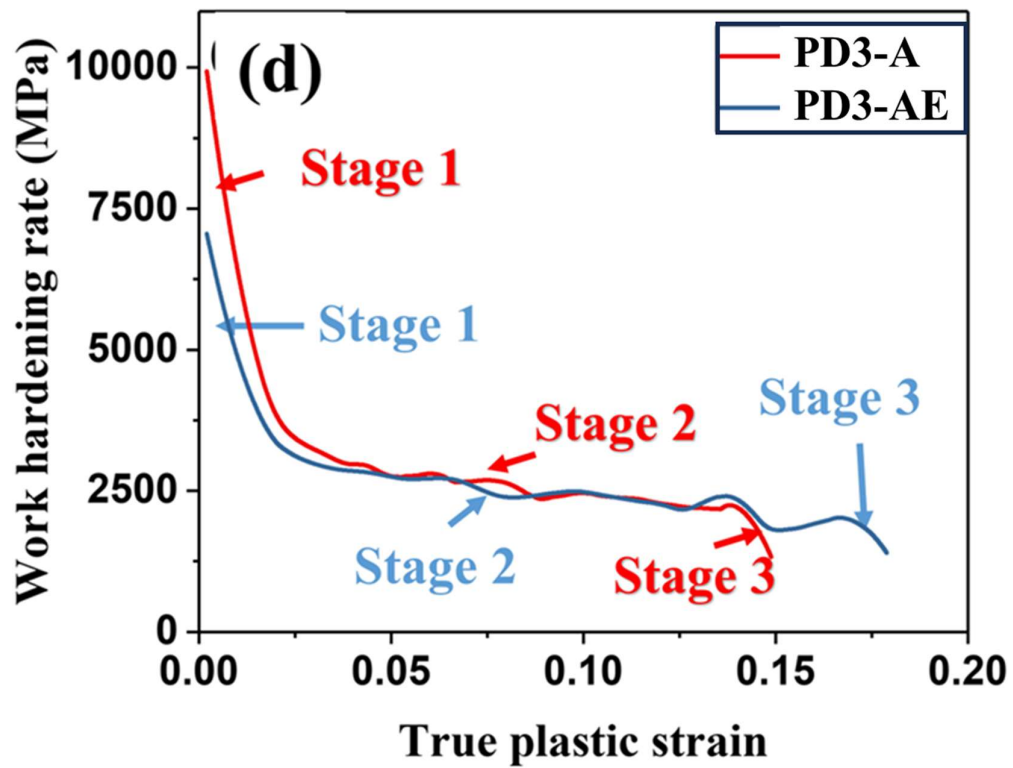 (d)
PD3-A
PD3-AE
Work hardening rate (MPa)
10000
7500
5000
2500
0
Stage 1
Stage 1
Stage 2
Stage 3
Stage 2
Stage 3
0.00
0.05
0.10
0.15
0.20
True plastic strain